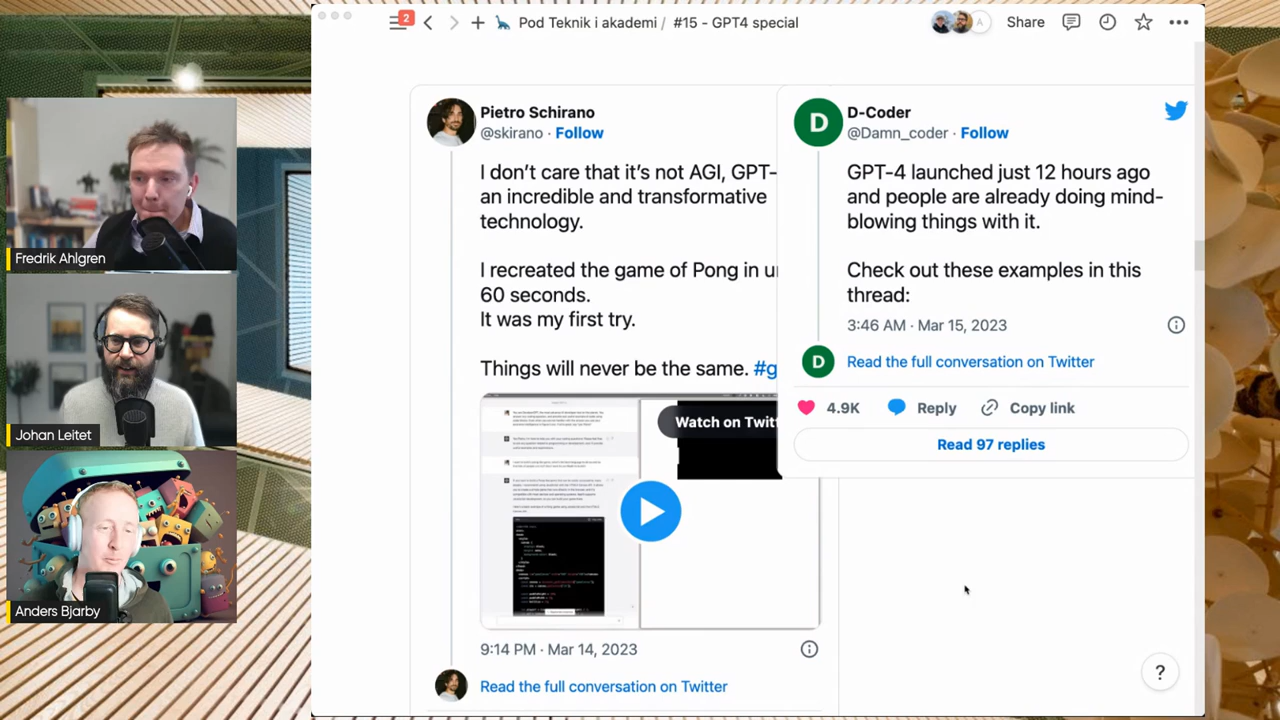 2
Pod Teknik i akademi / #15 - GPT4 special
A
Share
Fredrik Ahlgren
Johan Leitet
Anders Bjarby
Pietro Schirano
@skirano · Follow
I don't care that it's not AGI, GPT-
an incredible and transformative
technology.
I recreated the game of Pong in
60 seconds.
It was my first try.
Things will never be the same. #g
Watch on Twit
9:14 PM · Mar 14, 2023
Read the full conversation on Twitter
D
D-Coder
@Damn_coder · Follow
GPT-4 launched just 12 hours ago
and people are already doing mind-
blowing things with it.
Check out these examples in this
thread:
3:46 AM · Mar 15, 2023
D
Read the full conversation on Twitter
4.9K
Reply
Copy link
Read 97 replies
?